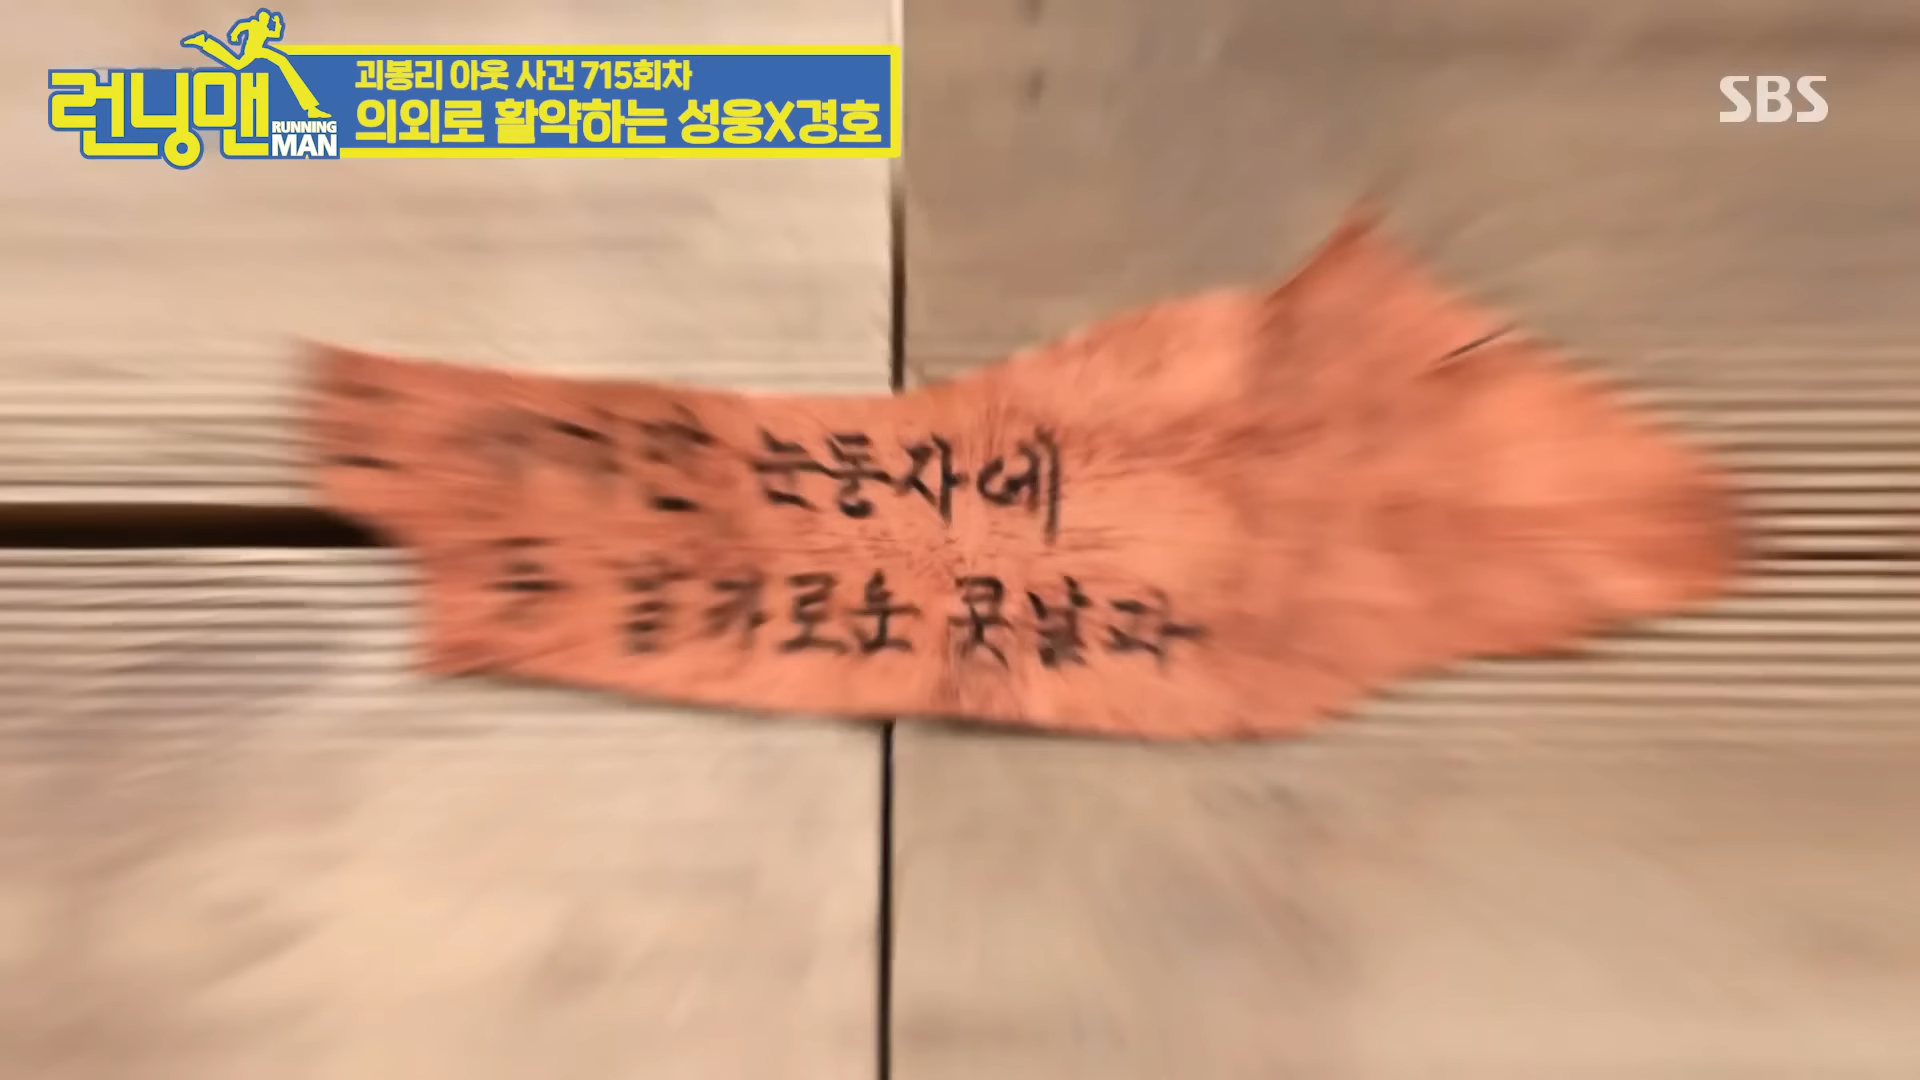 런닝맨
RUNNING
MAN
괴봉리 아웃 사건 715회차
의외로 활약하는 성웅X경호
SBS
눈동자에
날카로운 콧날과